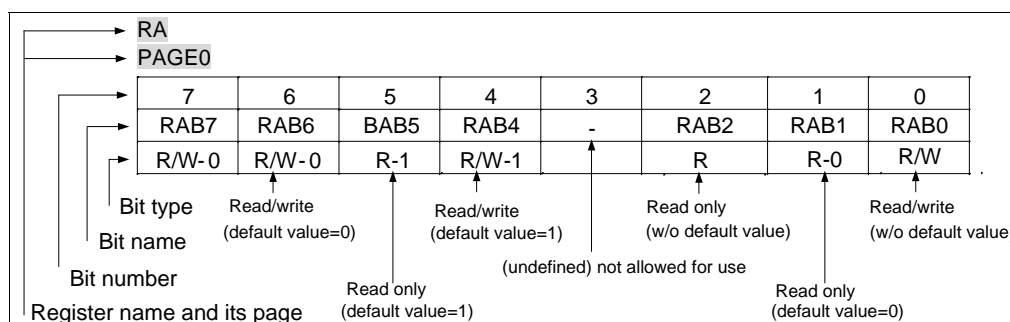 RA
PAGE0
7 6 5 4 3 2 1 0
RAB7 RAB6 BAB5 RAB4 - RAB2 RAB1 RAB0
R/W-0 R/W-0 R-1 R/W-1 R R-0 R/W
Bit type Read/write Read/write Read only Read/write
(default value=0) (default value=1) (w/o default value) (w/o default value
Bit name
(undefined) not allowed for use
Bit number
Read only Read only
Register name and its page (default value=1) (default value=0)